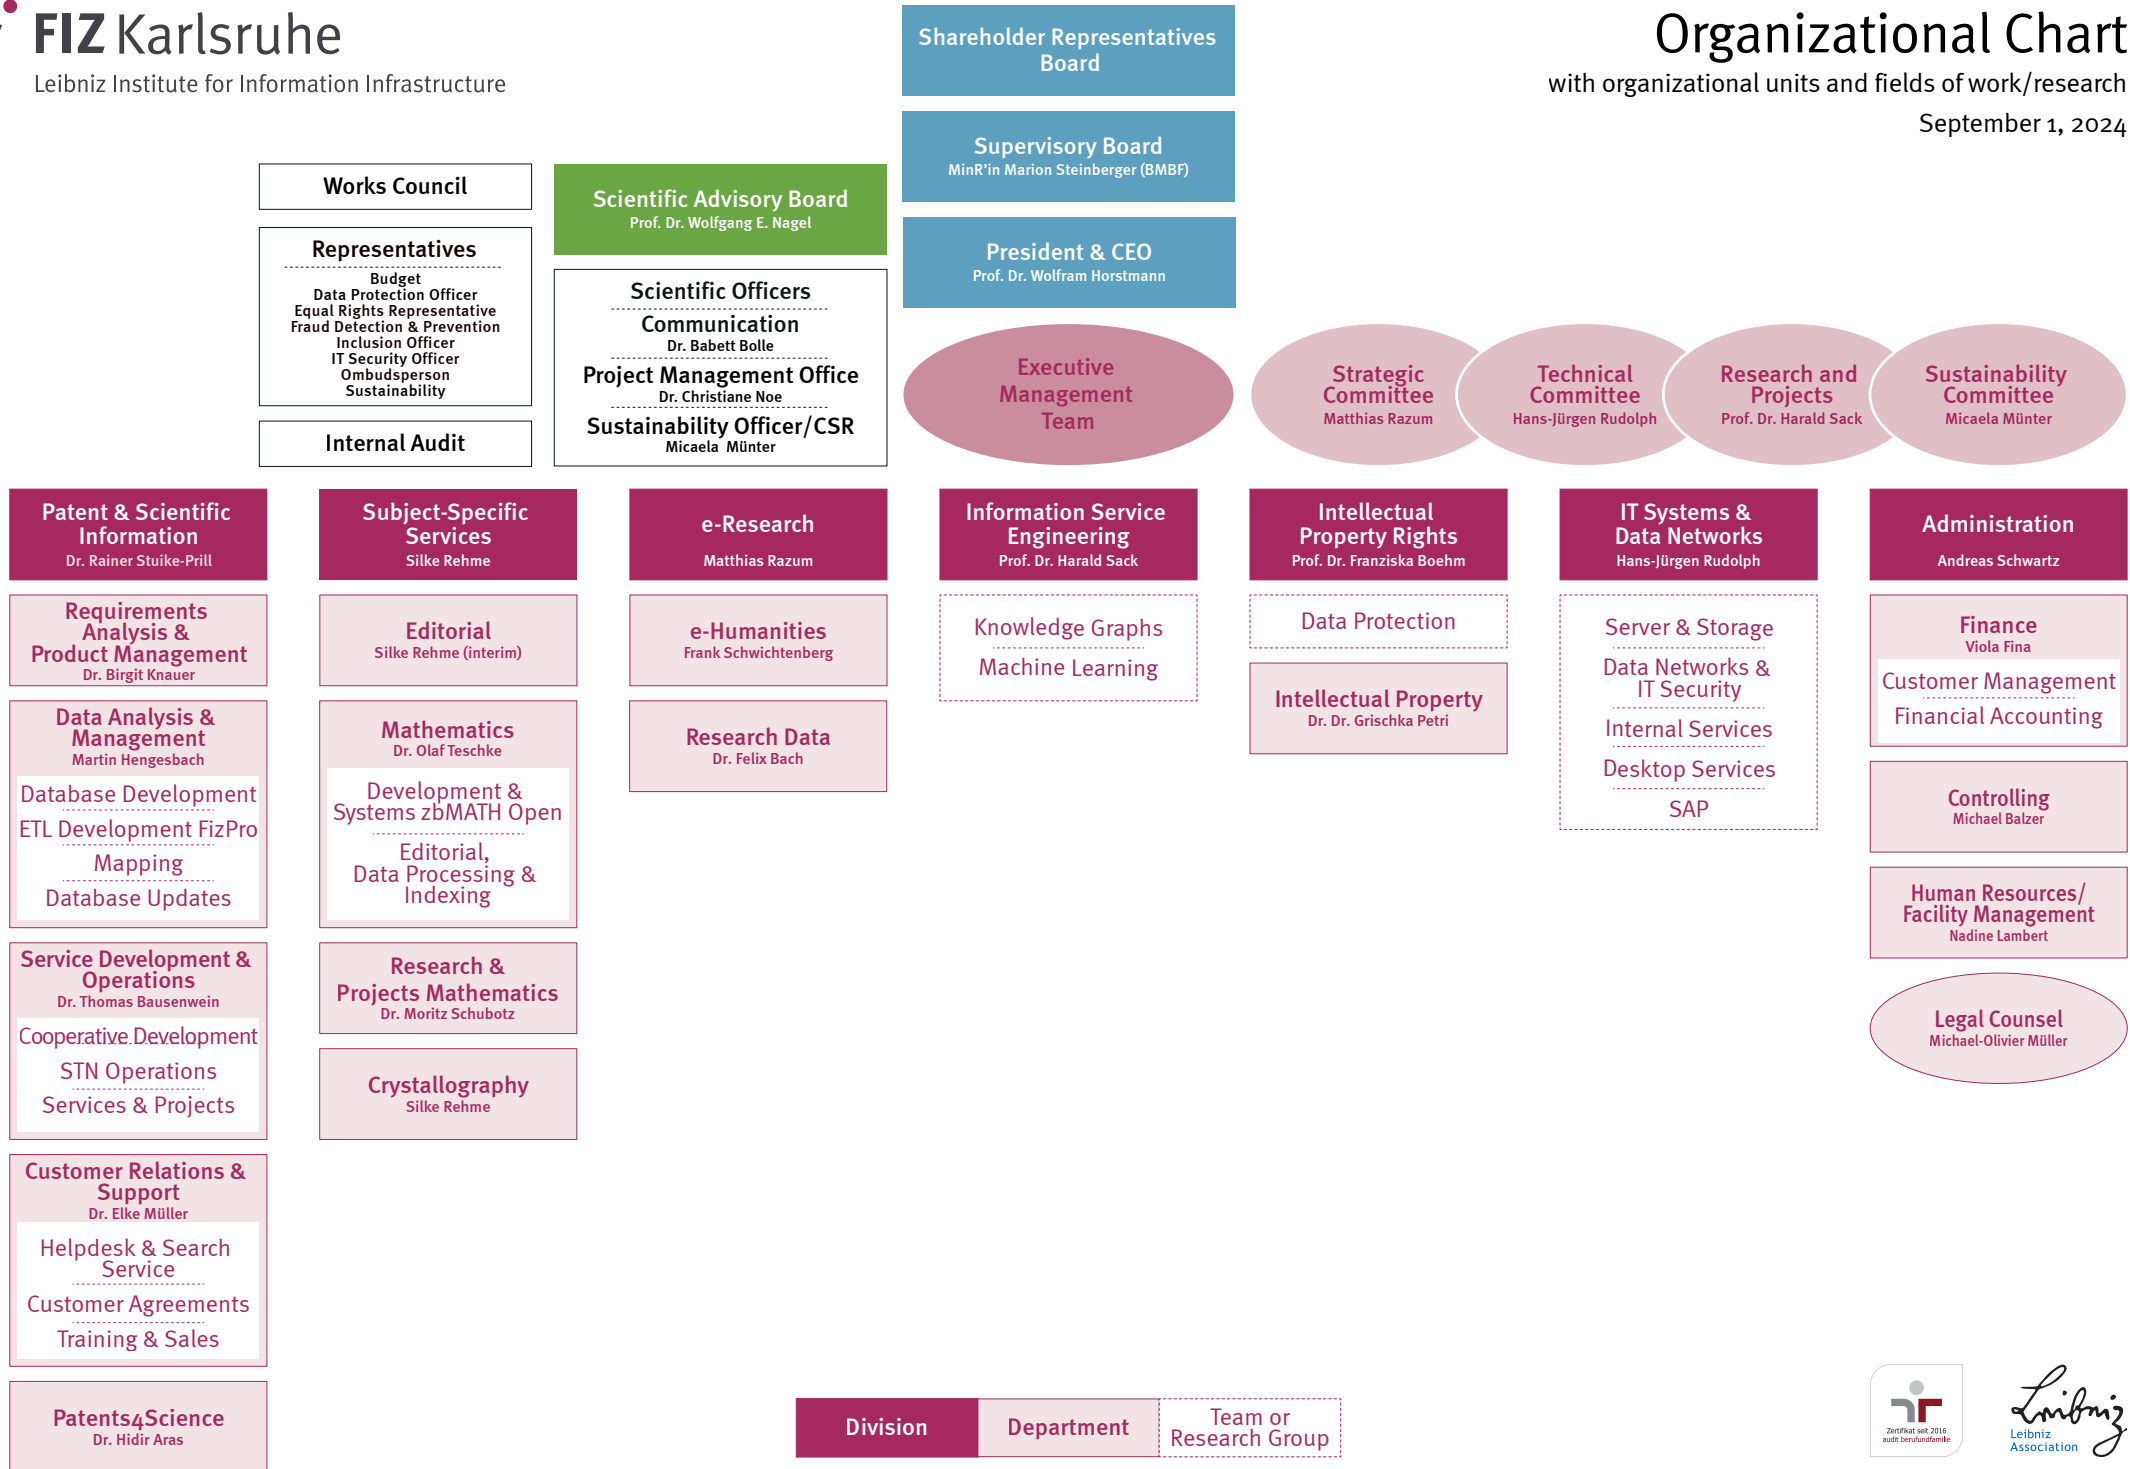 FIZ Karlsruhe
Leibniz Institute for Information Infrastructure
Organizational Chart
with organizational units and fields of work/research
September 1, 2024
Shareholder Representatives
Board
Supervisory Board
MinR'in Marion Steinberger (BMBF)
President & CEO
Prof. Dr. Wolfram Horstmann
Works Council
Representatives
Budget
Data Protection Officer
Equal Rights Representative
Fraud Detection & Prevention
Inclusion Officer
IT Security Officer
Ombudsperson
Sustainability
Internal Audit
Scientific Advisory Board
Prof. Dr. Wolfgang E. Nagel
Scientific Officers
Communication
Dr. Babett Bolle
Project Management Office
Dr. Christiane Noe
Sustainability Officer/CSR
Micaela Münter
Executive
Management
Team
Strategic
Committee
Matthias Razum
Technical
Committee
Hans-Jürgen Rudolph
Research and
Projects
Prof. Dr. Harald Sack
Sustainability
Committee
Micaela Münter
Patent & Scientific
Information
Dr. Rainer Stuike-Prill
Requirements
Analysis &
Product Management
Dr. Birgit Knauer
Data Analysis &
Management
Martin Hengesbach
Database Development
ETL Development FizPro
Mapping
Database Updates
Service Development &
Operations
Dr. Thomas Bausenwein
Cooperative Development
STN Operations
Services & Projects
Customer Relations &
Support
Dr. Elke Müller
Helpdesk & Search
Service
Customer Agreements
Training & Sales
Patents4Science
Dr. Hidir Aras
Subject-Specific
Services
Silke Rehme
Editorial
Silke Rehme (interim)
Mathematics
Dr. Olaf Teschke
Development &
Systems zbMATH Open
Editorial,
Data Processing &
Indexing
Research &
Projects Mathematics
Dr. Moritz Schubotz
Crystallography
Silke Rehme
e-Research
Matthias Razum
e-Humanities
Frank Schwichtenberg
Research Data
Dr. Felix Bach
Information Service
Engineering
Prof. Dr. Harald Sack
Knowledge Graphs
Machine Learning
Intellectual
Property Rights
Prof. Dr. Franziska Boehm
Data Protection
Intellectual Property
Dr. Dr. Grischka Petri
IT Systems &
Data Networks
Hans-Jürgen Rudolph
Server & Storage
Data Networks &
IT Security
Internal Services
Desktop Services
SAP
Administration
Andreas Schwartz
Finance
Viola Fina
Customer Management
Financial Accounting
Controlling
Michael Balzer
Human Resources/
Facility Management
Nadine Lambert
Legal Counsel
Michael-Olivier Müller
Division
Department
Team or
Research Group
Zertifikat seit 2016
audit berufundfamilie
Leibniz
Leibniz
Association